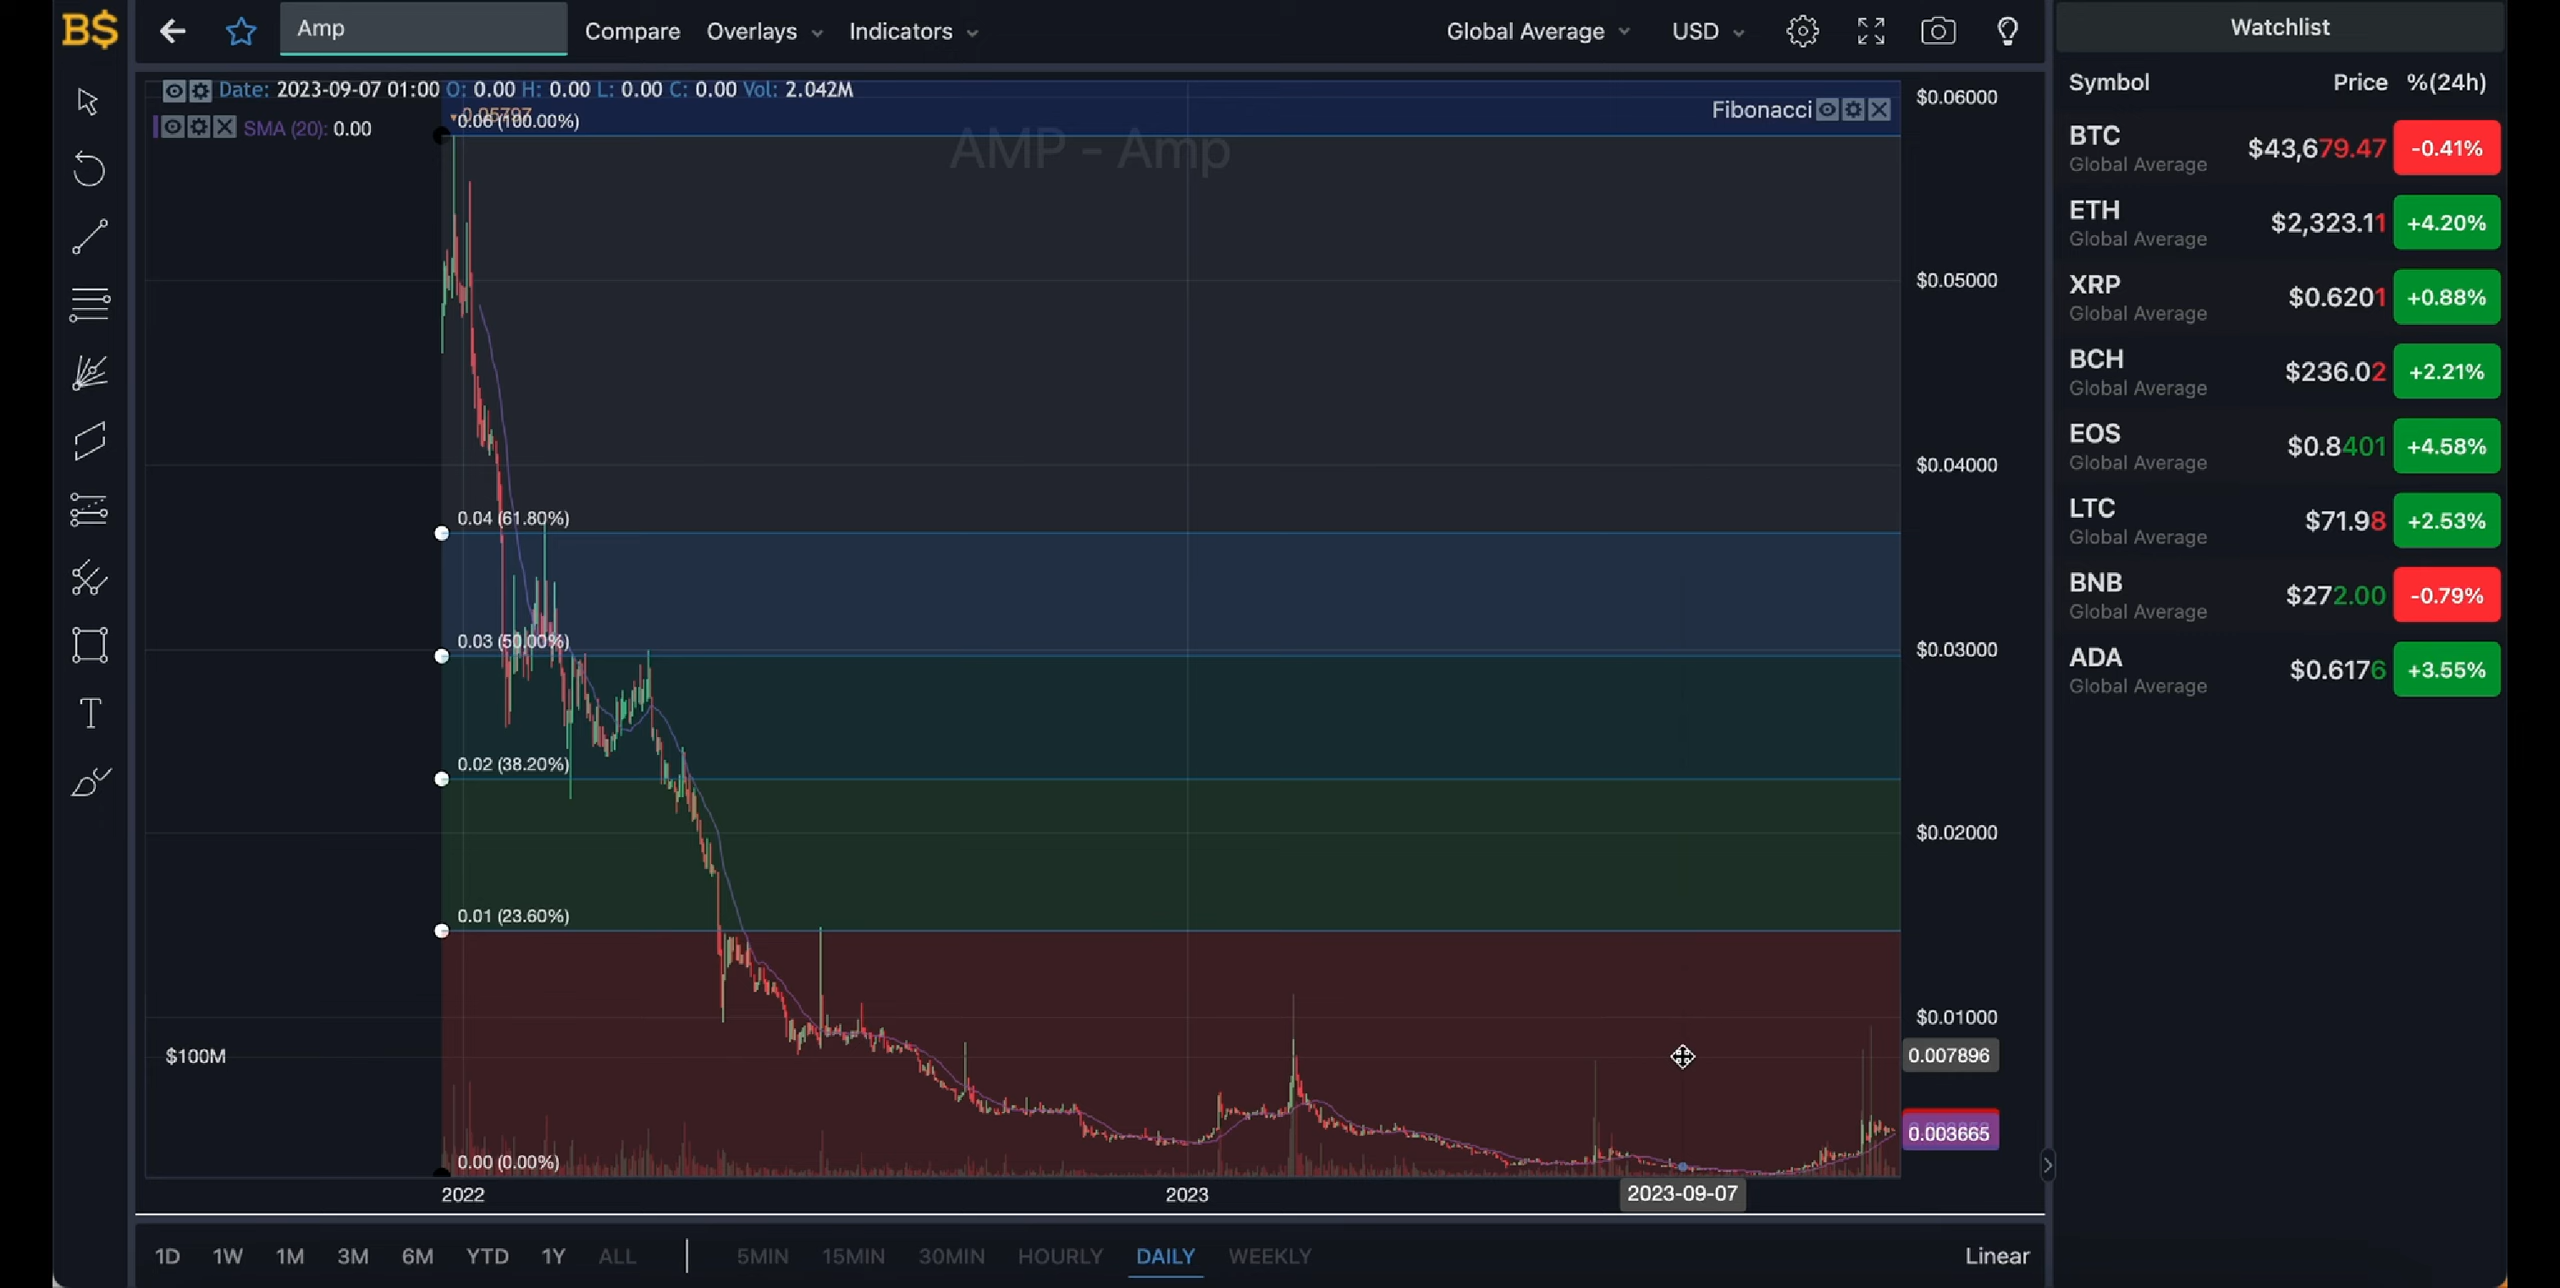 B$
Amp
Compare
Overlays
Indicators
Global Average
USD
Date: 2023-09-07 01:00 O: 0.00 H: 0.00 L: 0.00 C: 0.00 Vol: 2.042M
SMA (20): 0.00
Fibonacci
AMP - Amp
0.05797
0.06 (100.00%)
0.04 (61.80%)
0.03 (50.00%)
0.02 (38.20%)
0.01 (23.60%)
0.00 (0.00%)
$0.06000
$0.05000
$0.04000
$0.03000
$0.02000
$0.01000
0.007896
0.003665
$100M
2022
2023
2023-09-07
1D 1W 1M 3M 6M YTD 1Y ALL
5MIN 15MIN 30MIN HOURLY DAILY WEEKLY
Linear
Watchlist
Symbol Price %(24h)
BTC $43,679.47 -0.41%
Global Average
ETH $2,323.11 +4.20%
Global Average
XRP $0.6201 +0.88%
Global Average
BCH $236.02 +2.21%
Global Average
EOS $0.8401 +4.58%
Global Average
LTC $71.98 +2.53%
Global Average
BNB $272.00 -0.79%
Global Average
ADA $0.6176 +3.55%
Global Average